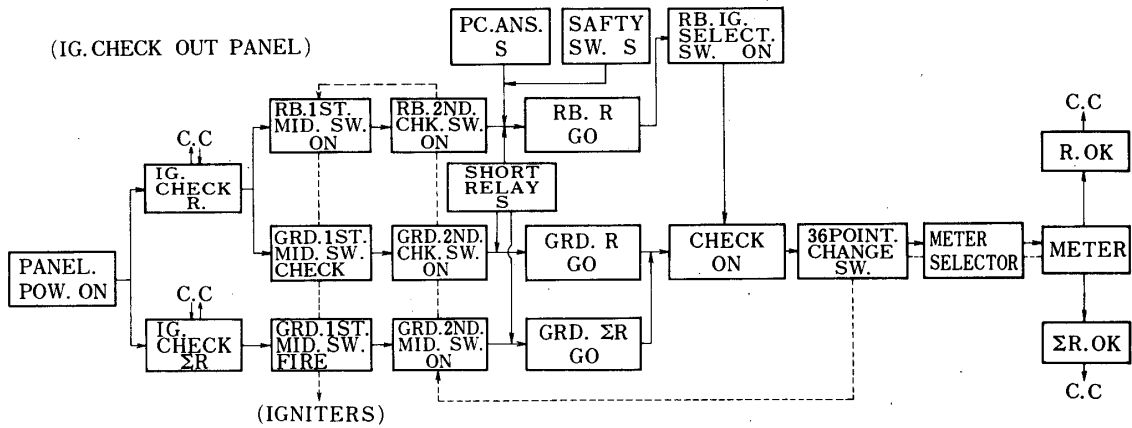 (IG. CHECK OUT PANEL)
PC. ANS.
S
SAFTY
SW. S
RB. IG.
SELECT.
SW. ON
C.C
IG.
CHECK
R.
RB. 1ST.
MID. SW.
ON
RB. 2ND.
CHK. SW.
ON
RB. R
GO
SHORT
RELAY
S
C.C
R. OK
PANEL.
POW. ON
GRD. 1ST.
MID. SW.
CHECK
GRD. 2ND.
CHK. SW.
ON
GRD. R
GO
CHECK
ON
36POINT.
CHANGE
SW.
METER
SELECTOR
METER
C.C
IG.
CHECK
ΣR
GRD. 1ST.
MID. SW.
FIRE
GRD. 2ND.
MID. SW.
ON
GRD. ΣR
GO
ΣR. OK
C.C
(IGNITERS)